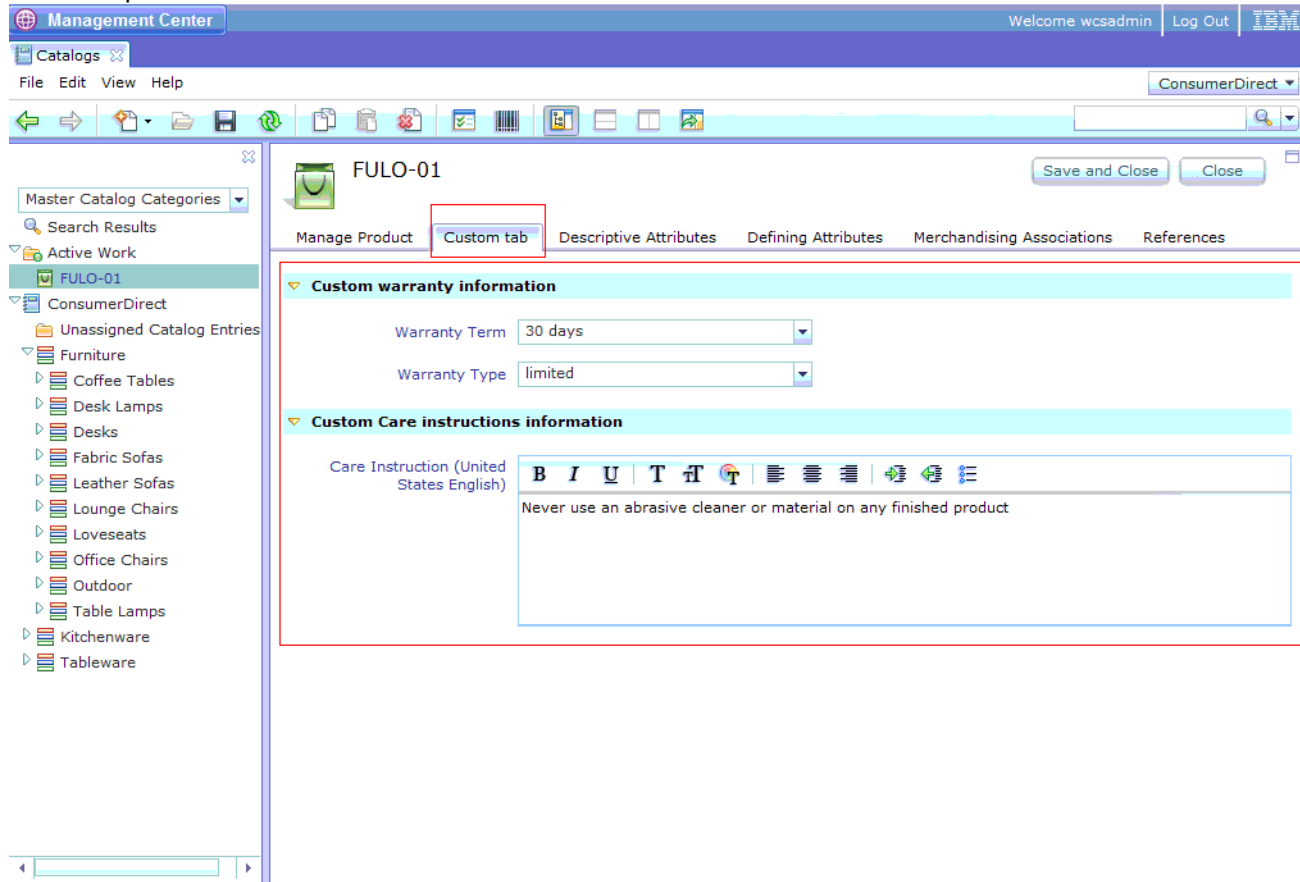 Management Center
Welcome wcsadmin Log Out IBM
Catalogs
File Edit View Help
ConsumerDirect
FULO-01
Save and Close Close
Master Catalog Categories
Search Results
Active Work
FULO-01
ConsumerDirect
Unassigned Catalog Entries
Furniture
Coffee Tables
Desk Lamps
Desks
Fabric Sofas
Leather Sofas
Lounge Chairs
Loveseats
Office Chairs
Outdoor
Table Lamps
Kitchenware
Tableware
Manage Product Custom tab Descriptive Attributes Defining Attributes Merchandising Associations References
Custom warranty information
Warranty Term 30 days
Warranty Type limited
Custom Care instructions information
Care Instruction (United
States English)
B I U T TT T
Never use an abrasive cleaner or material on any finished product